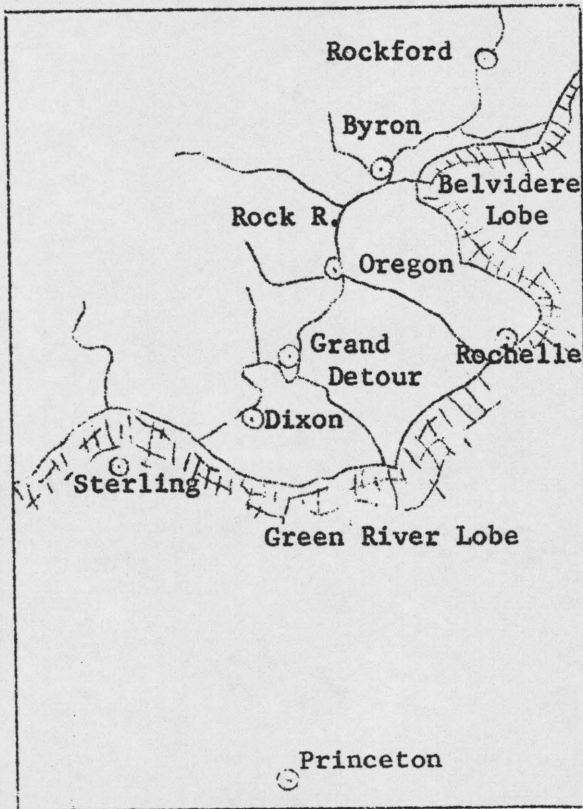 Rockford
Byron
Belvidere
Lobe
Rock R.
Oregon
Grand
Detour
Rochelle
Dixon
Sterling
Green River Lobe
Princeton